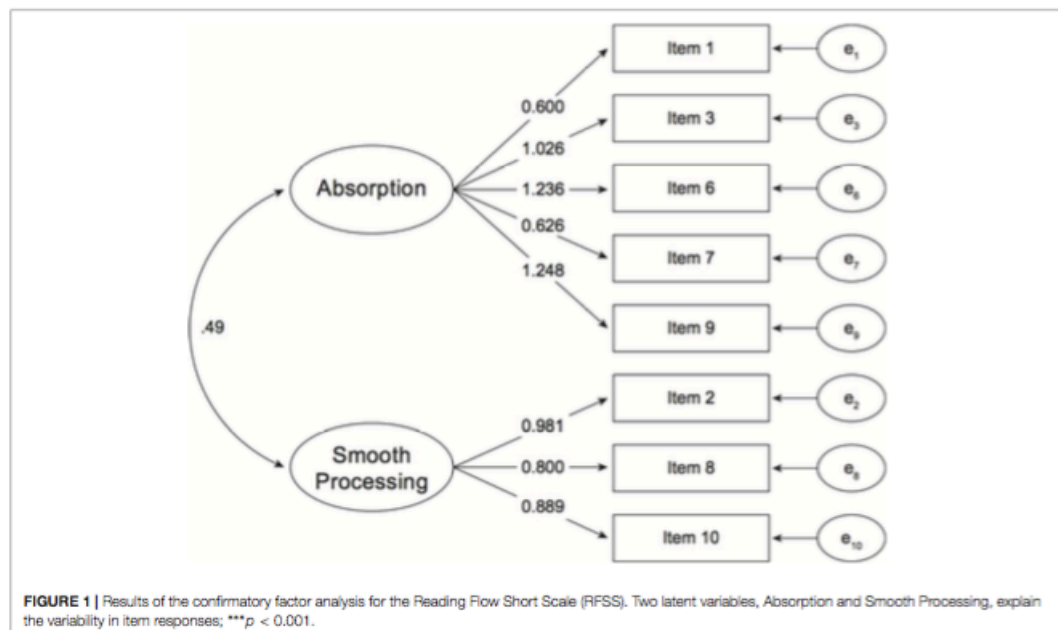 Item 1
e1
0.600
Item 3
e3
1.026
Absorption
1.236
Item 6
e6
0.626
Item 7
e7
1.248
Item 9
e9
.49
Item 2
e2
0.981
Smooth
Processing
0.800
Item 8
e8
0.889
Item 10
e10
FIGURE 1 | Results of the confirmatory factor analysis for the Reading Flow Short Scale (RFSS). Two latent variables, Absorption and Smooth Processing, explain
the variability in item responses; ***p < 0.001.